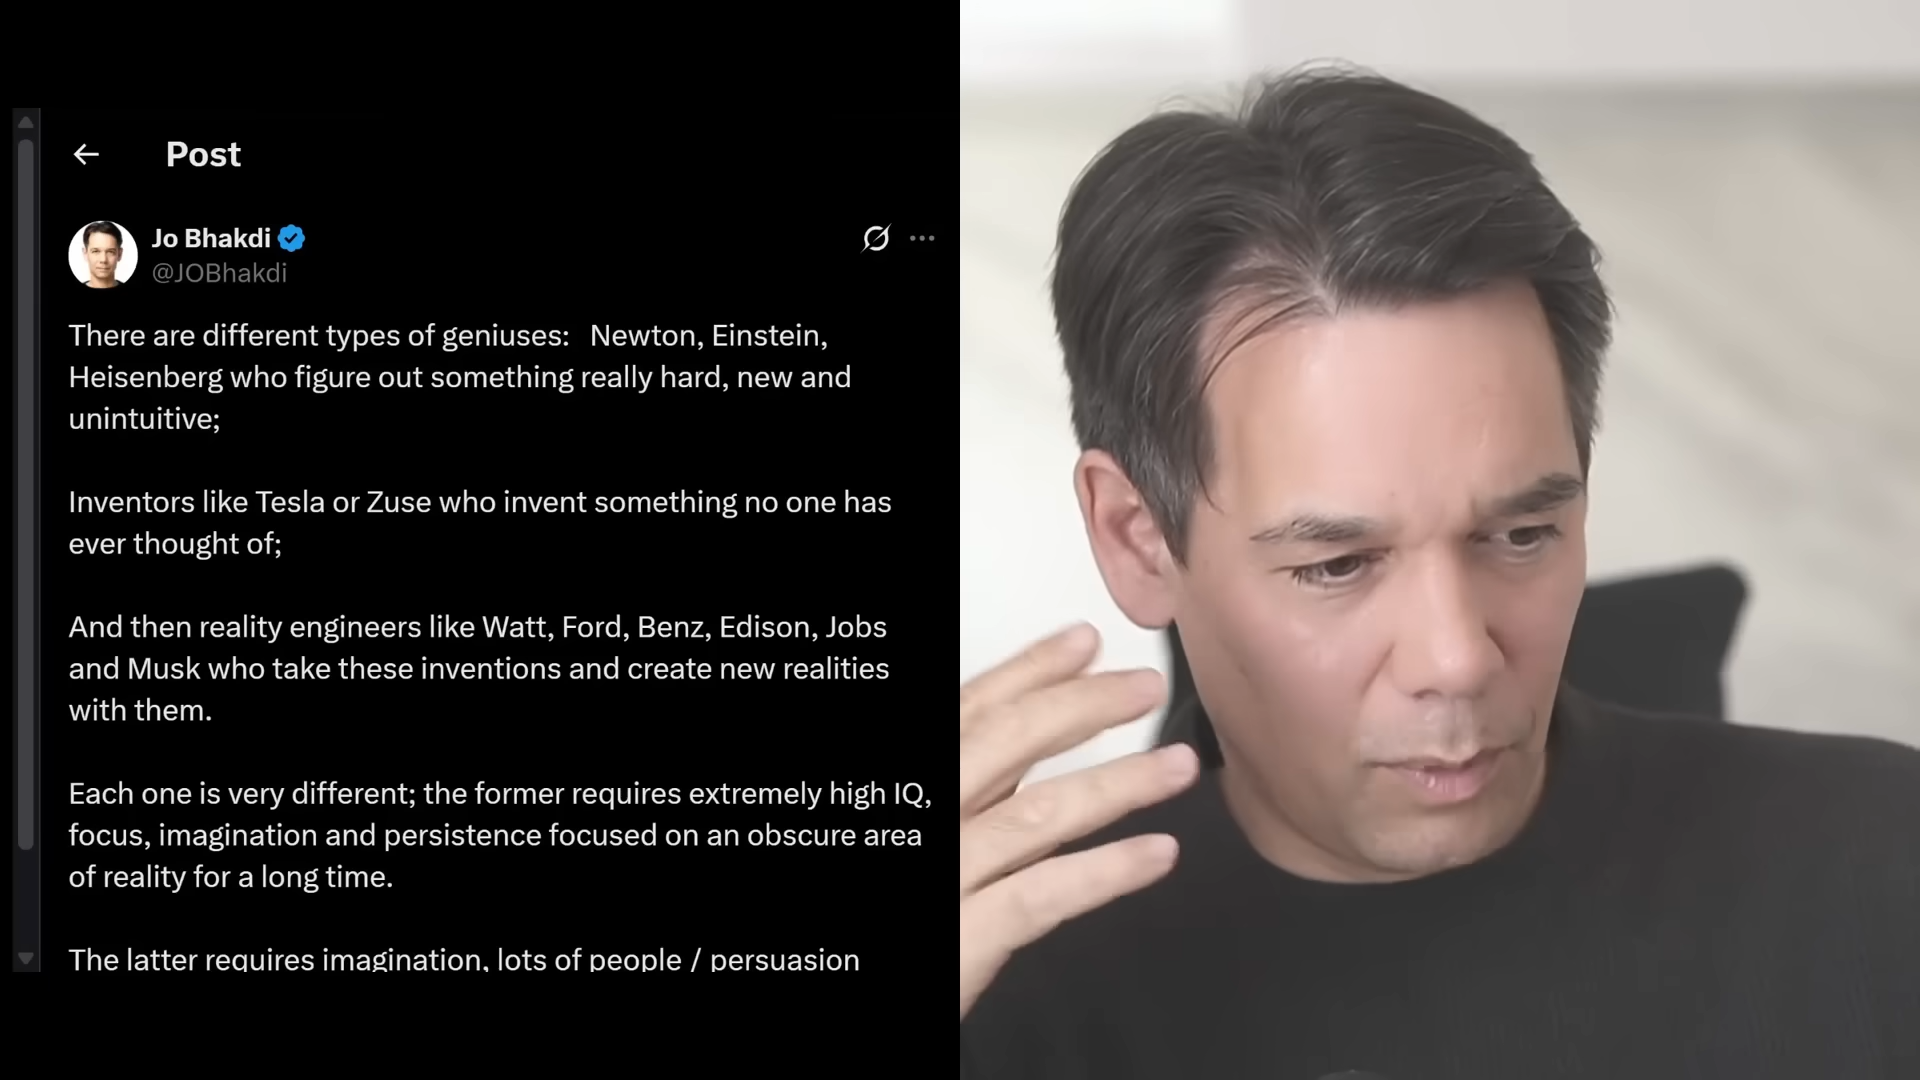 Post
Jo Bhakdi
@JOBhakdi
There are different types of geniuses:   Newton, Einstein,
Heisenberg who figure out something really hard, new and
unintuitive;
Inventors like Tesla or Zuse who invent something no one has
ever thought of;
And then reality engineers like Watt, Ford, Benz, Edison, Jobs
and Musk who take these inventions and create new realities
with them.
Each one is very different; the former requires extremely high IQ,
focus, imagination and persistence focused on an obscure area
of reality for a long time.
The latter requires imagination, lots of people / persuasion